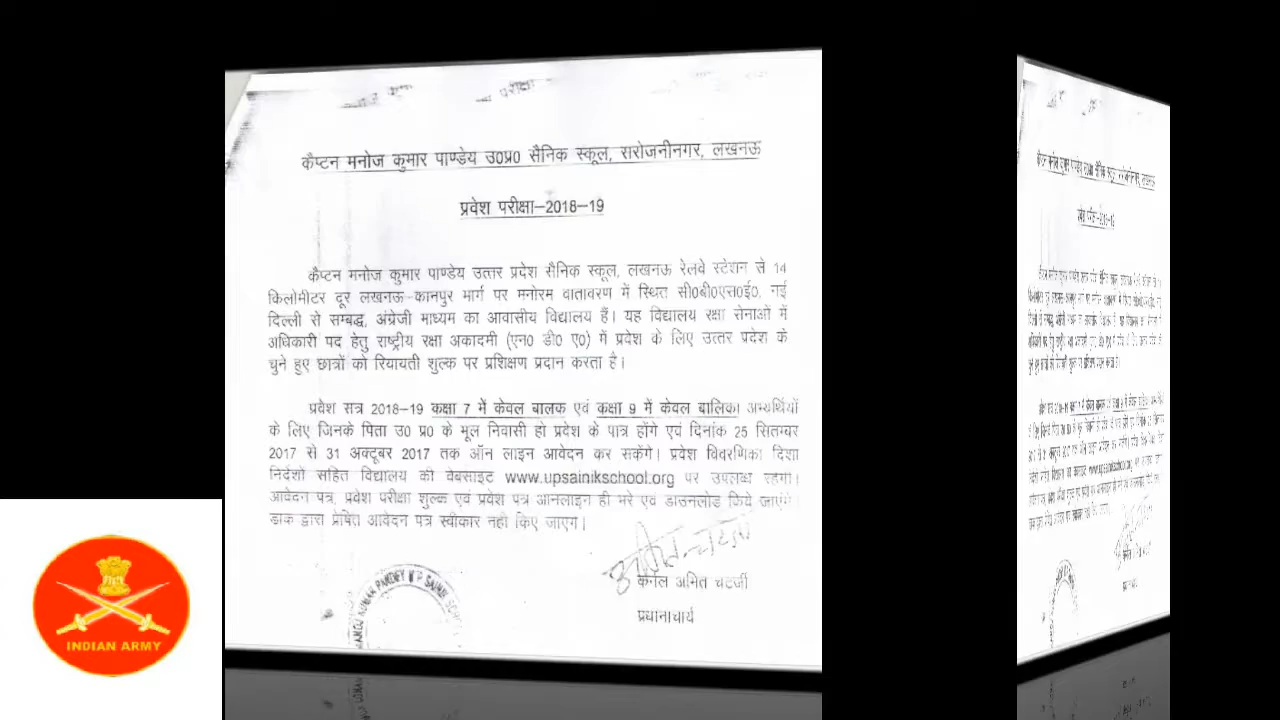 परीक्षा
कैप्टन मनोज कुमार पाण्डेय उ0प्र0 सैनिक स्कूल, सरोजनीनगर, लखनऊ
प्रवेश परीक्षा–2018–19
कैप्टन मनोज कुमार पाण्डेय उत्तर प्रदेश सैनिक स्कूल, लखनऊ रेलवे स्टेशन से 14
किलोमीटर दूर लखनऊ–कानपुर मार्ग पर मनोरम वातावरण में स्थित सी0बी0एस0ई0, नई
दिल्ली से सम्बद्ध, अंग्रेजी माध्यम का आवासीय विद्यालय हैं। यह विद्यालय रक्षा सेनाओं में
अधिकारी पद हेतु राष्ट्रीय रक्षा अकादमी (एन0 डी0 ए0) में प्रवेश के लिए उत्तर प्रदेश के
चुने हुए छात्रों को रियायती शुल्क पर प्रशिक्षण प्रदान करता है।
प्रवेश सत्र 2018–19 कक्षा 7 में केवल बालक एवं कक्षा 9 में केवल बालिका अभ्यर्थियों
के लिए जिनके पिता उ0 प्र0 के मूल निवासी हो प्रवेश के पात्र होंगे एवं दिनांक 25 सितम्बर
2017 से 31 अक्टूबर 2017 तक ऑन लाइन आवेदन कर सकेंगे। प्रवेश विवरणिका दिशा
निर्देशो सहित विद्यालय की वेबसाइट www.upsainikschool.org पर उपलब्ध रहेगी।
आवेदन पत्र, प्रवेश परीक्षा शुल्क एवं प्रवेश पत्र आनलाइन ही भरे एवं डाउनलोड किये जाएंगे।
डाक द्वारा प्रेषित आवेदन पत्र स्वीकार नही किए जाएगें।
कर्नल अमित चटर्जी
प्रधानाचार्य
KUMAR PANDEY U P SAINIK
INDIAN ARMY